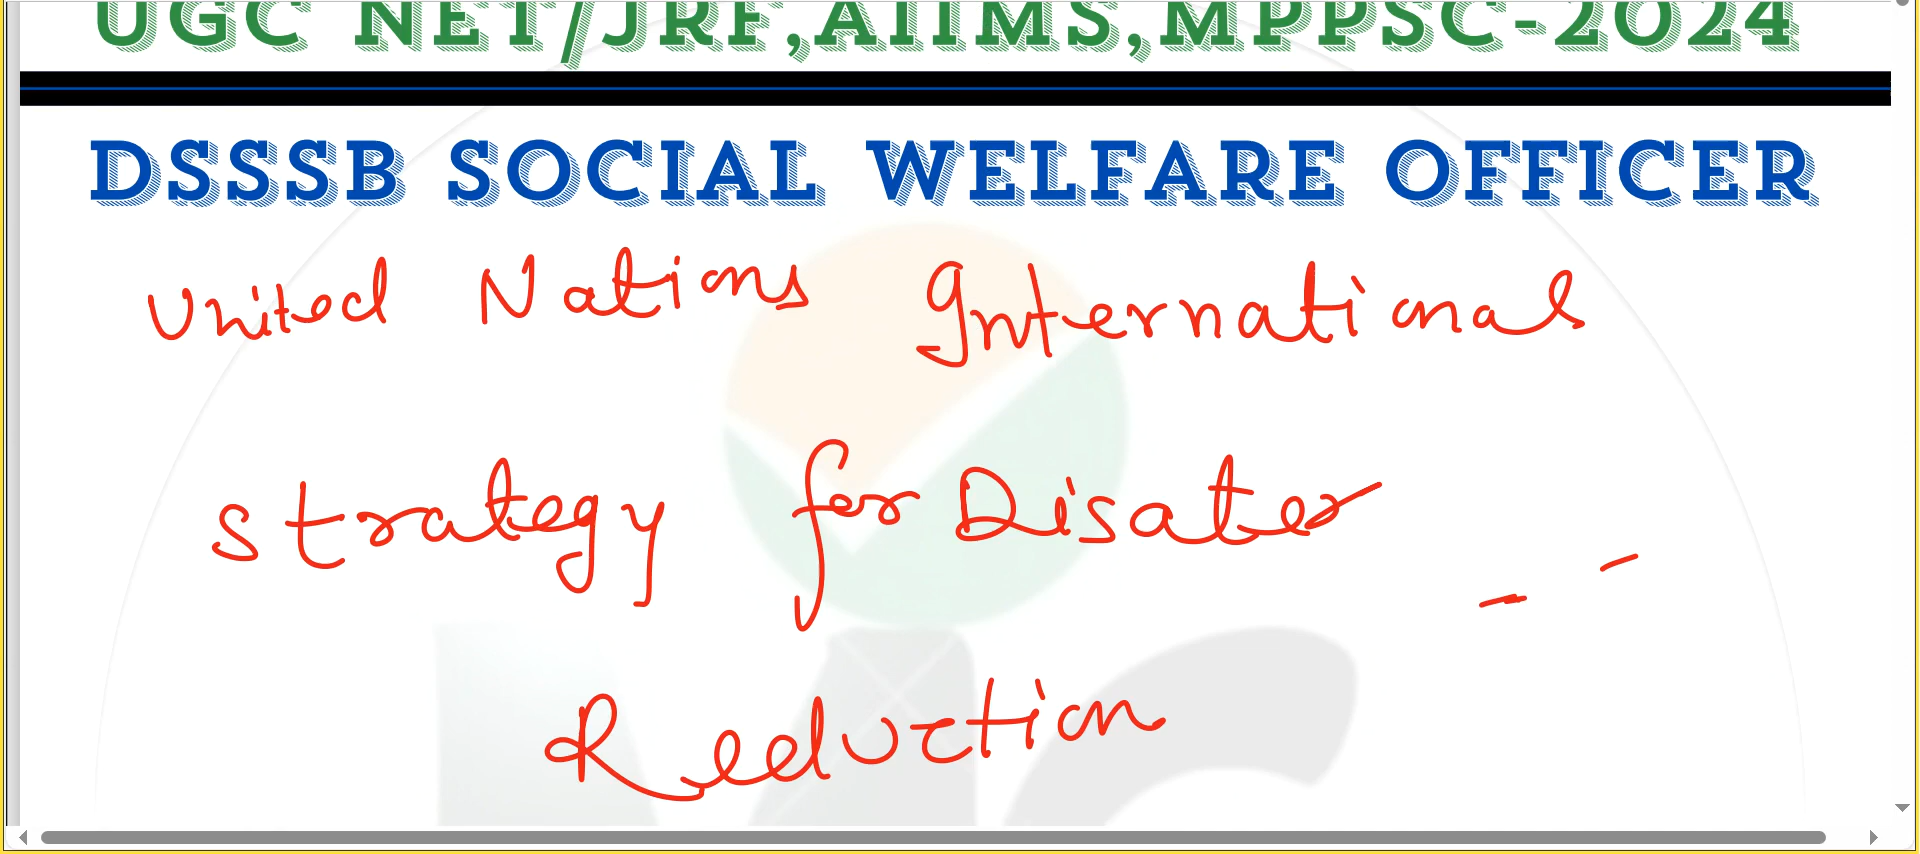 UGC NET/JRF,AIIMS,MPPSC-2024
DSSSB SOCIAL WELFARE OFFICER
United Nations International
Strategy for Disater
Reduction